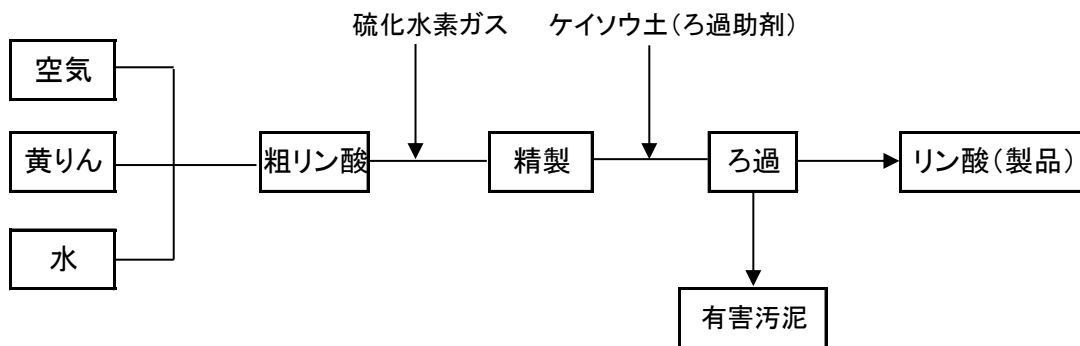 硫化水素ガス
ケイソウ土(ろ過助剤)
空気
黄りん
水
粗リン酸
精製
ろ過
リン酸(製品)
有害汚泥